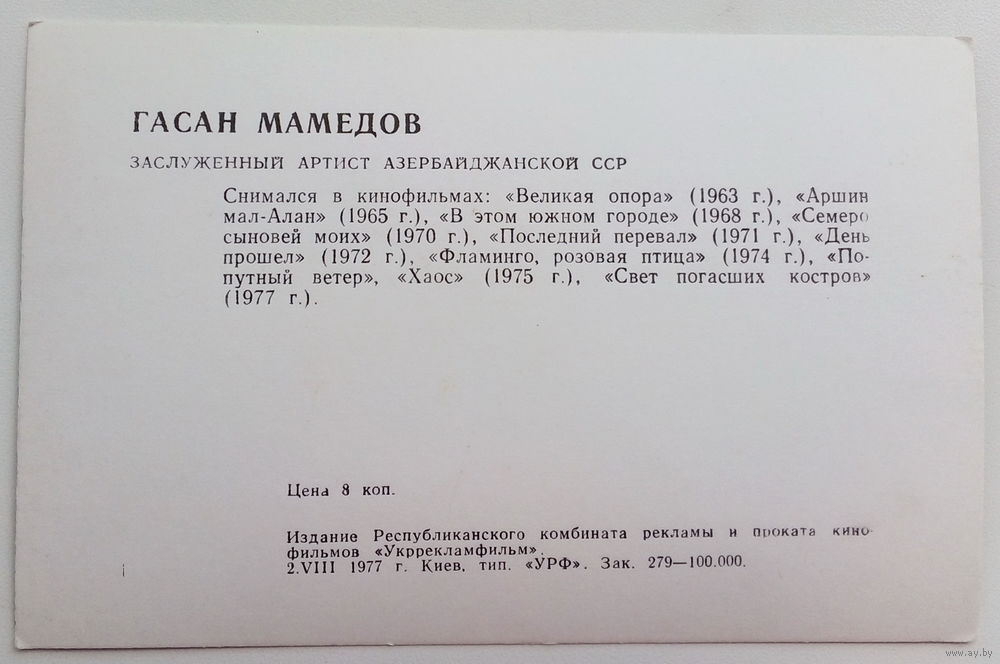 ГАСАН МАМЕДОВ
ЗАСЛУЖЕННЫЙ АРТИСТ АЗЕРБАЙДЖАНСКОЙ ССР
Снимался в кинофильмах: «Великая опора» (1963 г.), «Аршин
мал-Алан» (1965 г.), «В этом южном городе» (1968 г.), «Семеро
сыновей моих» (1970 г.), «Последний перевал» (1971 г.), «День
прошел» (1972 г.), «Фламинго, розовая птица» (1974 г.), «По-
путный ветер», «Хаос» (1975 г.), «Свет погасших костров»
(1977 г.).
Цена 8 коп.
Издание Республиканского комбината рекламы и проката кино-
фильмов «Укррекламфильм».
2.VIII 1977 г. Киев, тип. «УРФ». Зак. 279—100.000.
www.ay.by